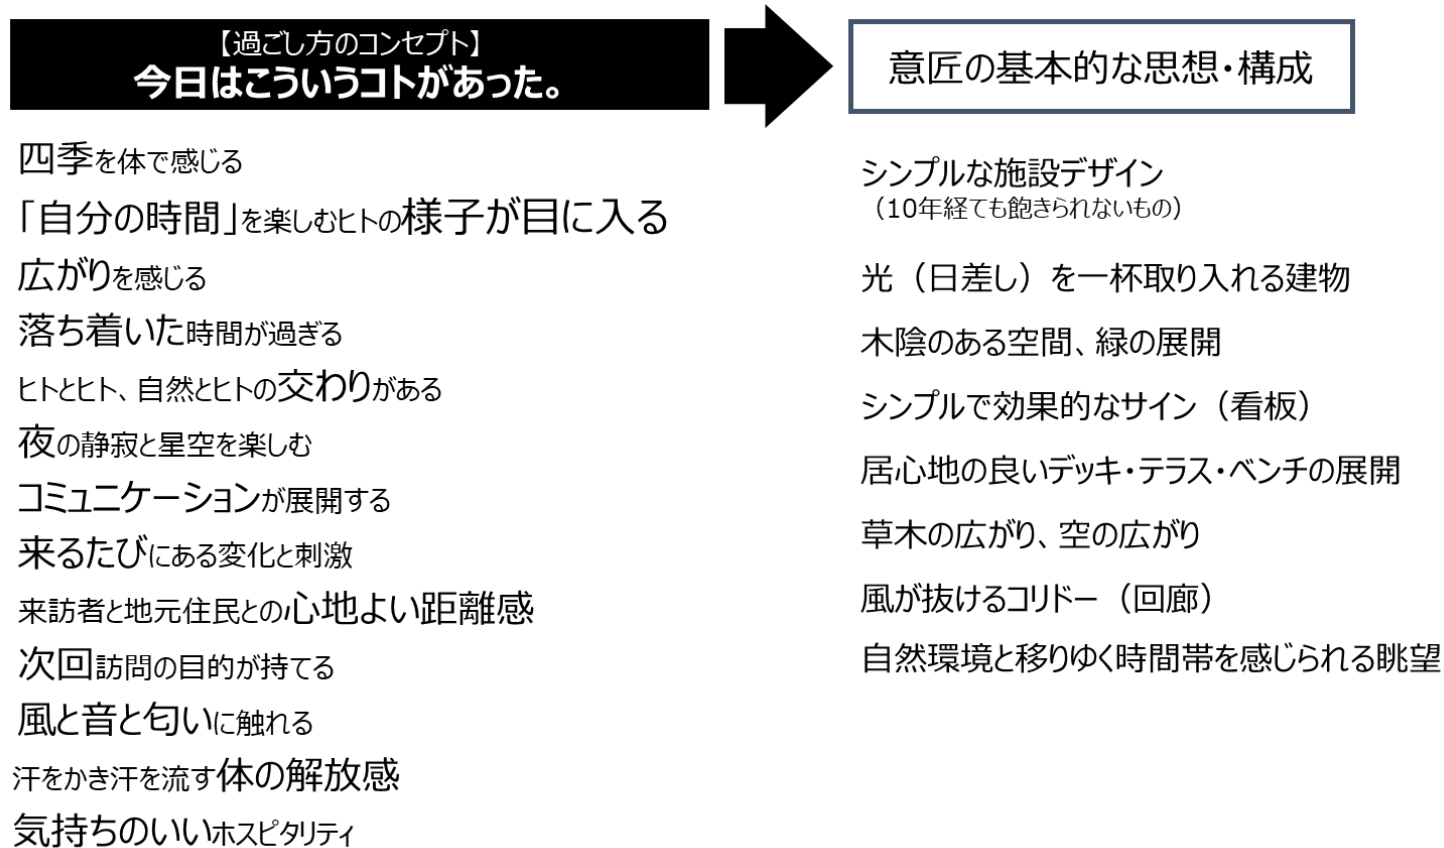 【過ごし方のコンセプト】
今日はこういうコトがあった。
四季を体で感じる
「自分の時間」を楽しむヒトの様子が目に入る
広がりを感じる
落ち着いた時間が過ぎる
ヒトとヒト、自然とヒトの交わりがある
夜の静寂と星空を楽しむ
コミュニケーションが展開する
来るたびにある変化と刺激
来訪者と地元住民との心地よい距離感
次回訪問の目的が持てる
風と音と匂いに触れる
汗をかき汗を流す体の解放感
気持ちのいいホスピタリティ
意匠の基本的な思想・構成
シンプルな施設デザイン
（10年経ても飽きられないもの）
光（日差し）を一杯取り入れる建物
木陰のある空間、緑の展開
シンプルで効果的なサイン（看板）
居心地の良いデッキ・テラス・ベンチの展開
草木の広がり、空の広がり
風が抜けるコリドー（回廊）
自然環境と移りゆく時間帯を感じられる眺望